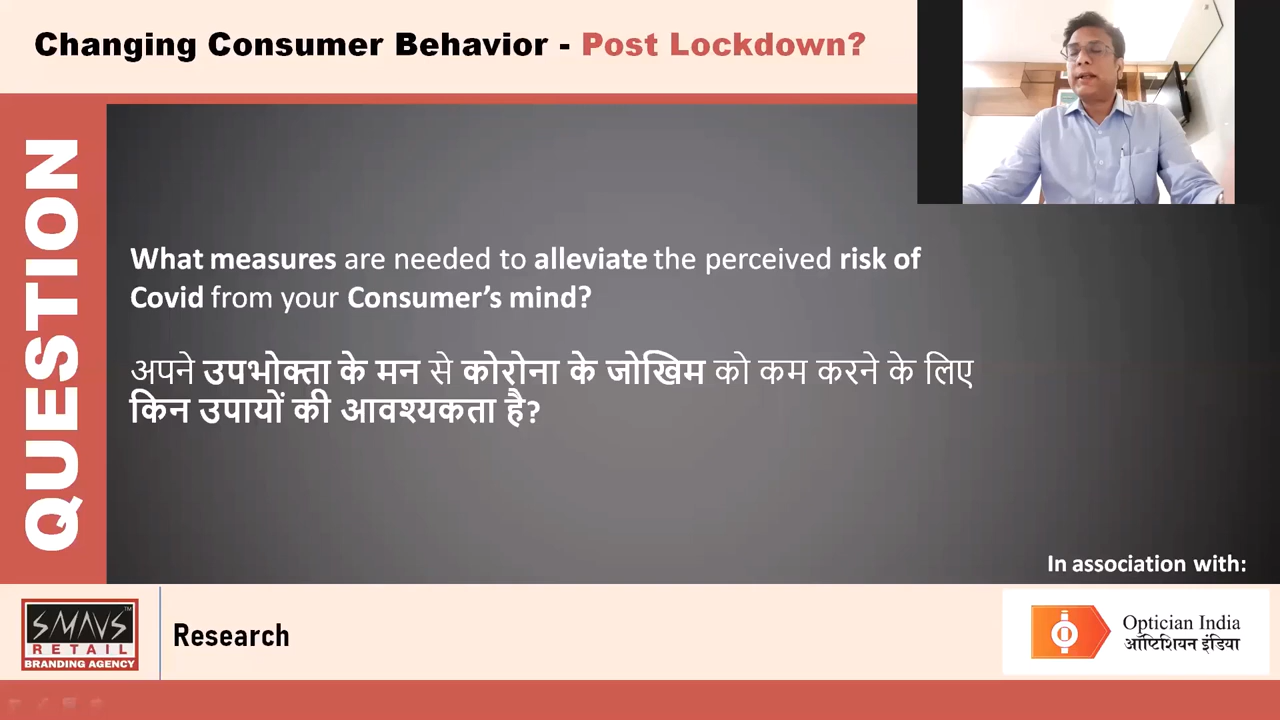 Changing Consumer Behavior - Post Lockdown?
QUESTION
What measures are needed to alleviate the perceived risk of
Covid from your Consumer's mind?
अपने उपभोक्ता के मन से कोरोना के जोखिम को कम करने के लिए
किन उपायों की आवश्यकता है?
In association with:
SMAVS™
RETAIL
BRANDING AGENCY
Research
Optician India
ऑप्टिशियन इंडिया